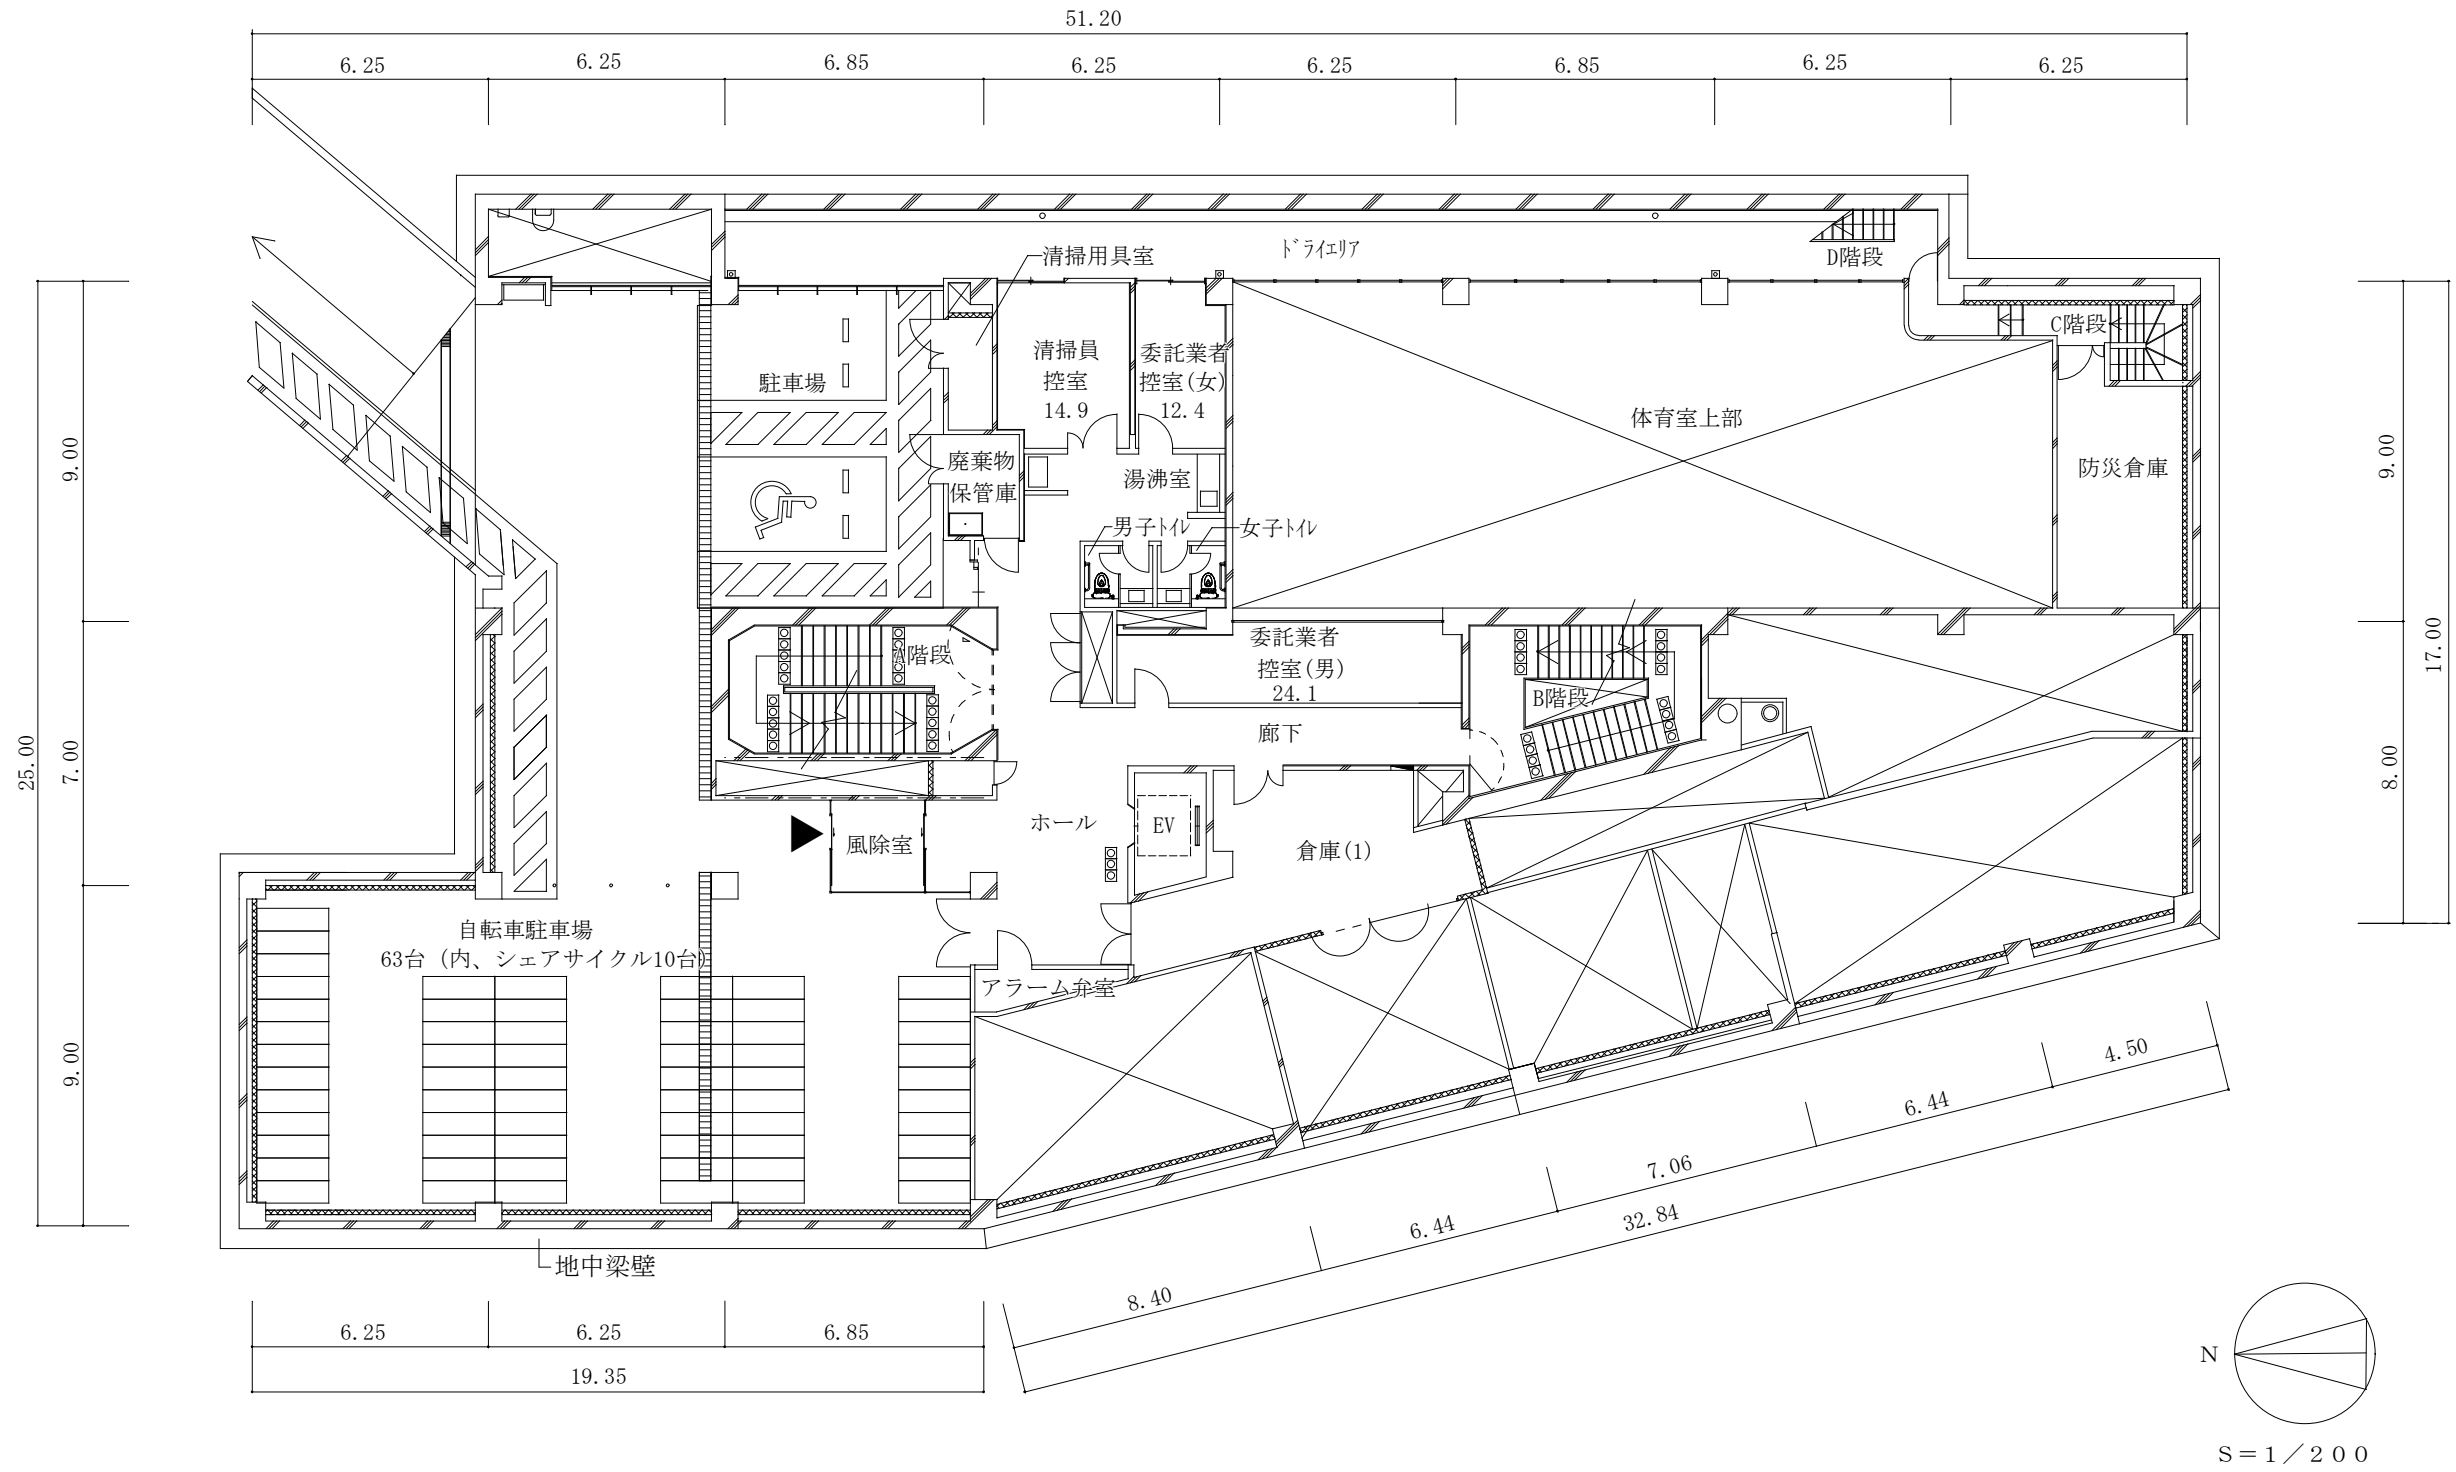 51.20
6.25
6.25
6.85
6.25
6.25
6.85
6.25
6.25
ﾄﾞﾗｲｴﾘｱ
D階段
清掃用具室
C階段
清掃員
控室
14.9
委託業者
控室(女)
12.4
駐車場
体育室上部
防災倉庫
廃棄物
保管庫
湯沸室
男子ﾄｲﾚ
女子ﾄｲﾚ
9.00
7.00
9.00
25.00
9.00
8.00
17.00
A階段
委託業者
控室(男)
24.1
B階段
廊下
ホール
EV
倉庫(1)
風除室
自転車駐車場
63台（内、シェアサイクル10台）
アラーム弁室
地中梁壁
6.25
6.25
6.85
19.35
8.40
6.44
7.06
6.44
4.50
32.84
N
S＝1／200